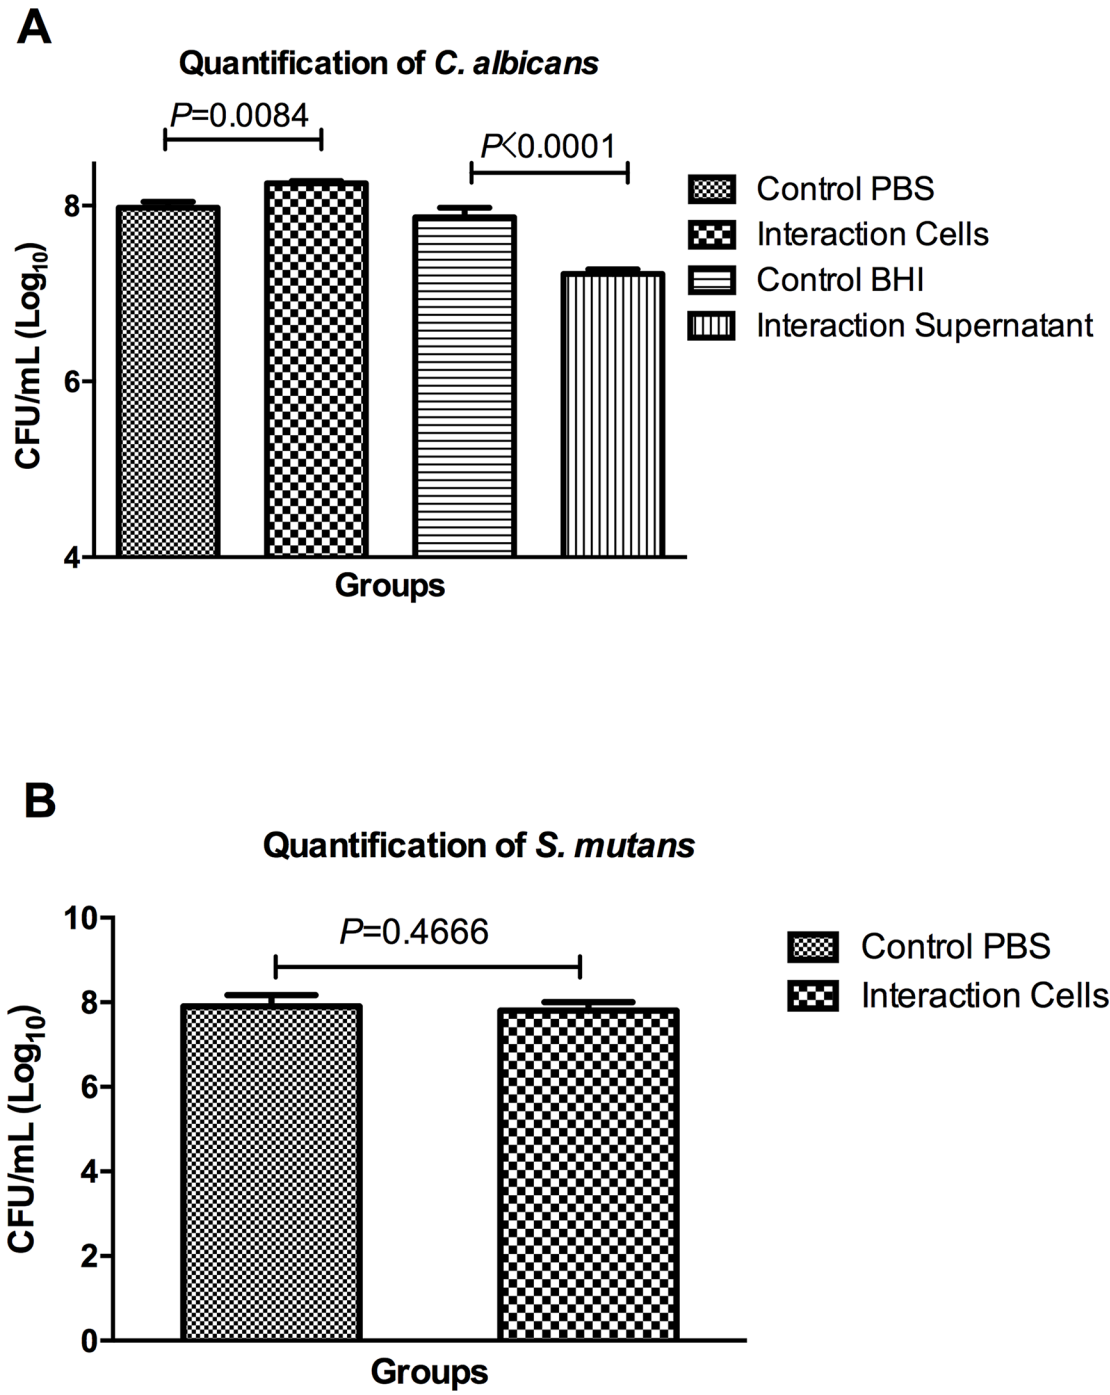 A
Quantification of C. albicans
P=0.0084
P<0.0001
8
6
4
CFU/mL (Log10)
Groups
Control PBS
Interaction Cells
Control BHI
Interaction Supernatant
B
Quantification of S. mutans
P=0.4666
10
8
6
4
2
0
CFU/mL (Log10)
Groups
Control PBS
Interaction Cells